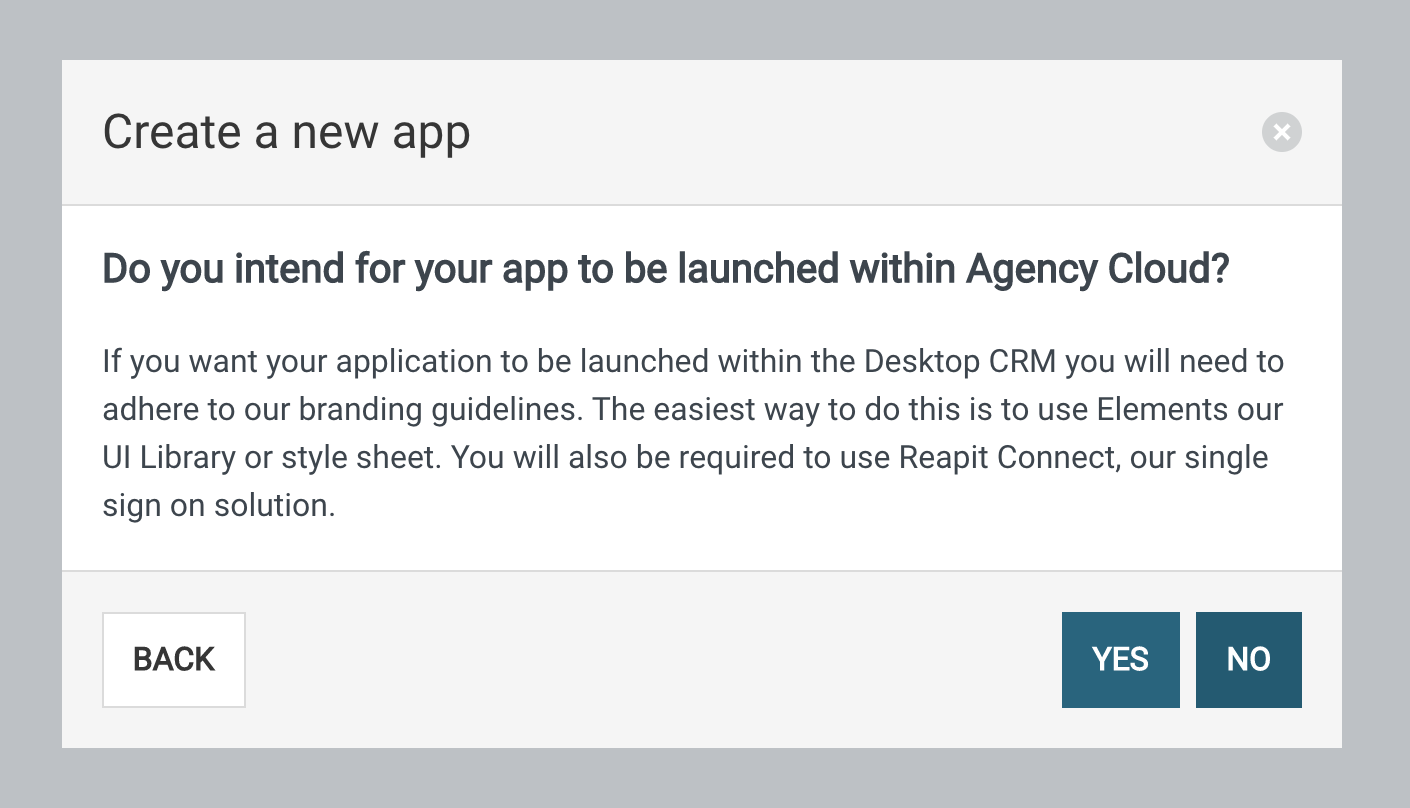 Create a new app
Do you intend for your app to be launched within Agency Cloud?
If you want your application to be launched within the Desktop CRM you will need to
adhere to our branding guidelines. The easiest way to do this is to use Elements our
UI Library or style sheet. You will also be required to use Reapit Connect, our single
sign on solution.
BACK
YES
NO